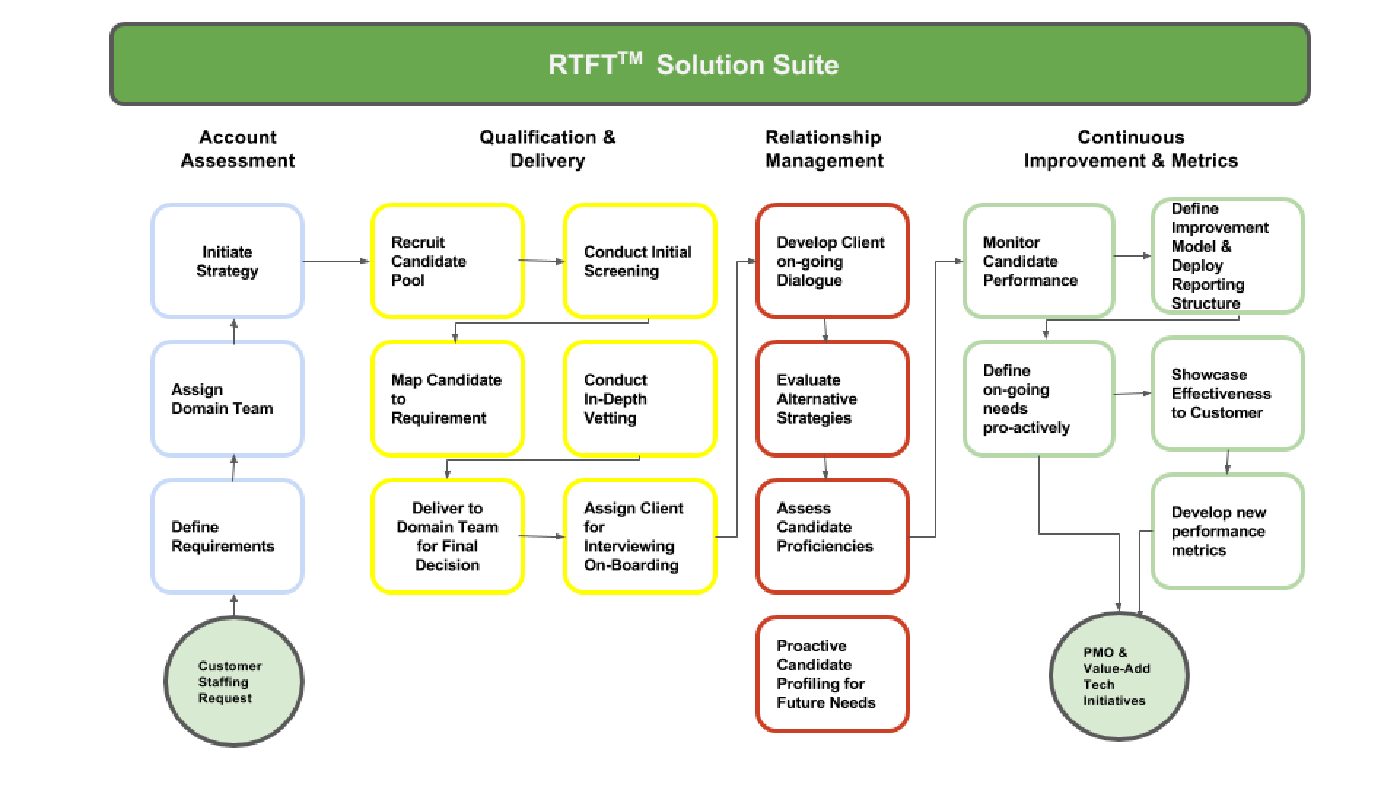 RTFT™ Solution Suite
Account
Assessment
Qualification &
Delivery
Relationship
Management
Continuous
Improvement & Metrics
Initiate
Strategy
Assign
Domain Team
Define
Requirements
Customer
Staffing
Request
Recruit
Candidate
Pool
Conduct Initial
Screening
Map Candidate
to
Requirement
Conduct
In-Depth
Vetting
Deliver to
Domain Team
for Final
Decision
Assign Client
for
Interviewing
On-Boarding
Develop Client
on-going
Dialogue
Evaluate
Alternative
Strategies
Assess
Candidate
Proficiencies
Proactive
Candidate
Profiling for
Future Needs
Monitor
Candidate
Performance
Define
Improvement
Model &
Deploy
Reporting
Structure
Define
on-going
needs
pro-actively
Showcase
Effectiveness
to Customer
Develop new
performance
metrics
PMO &
Value-Add
Tech
Initiatives